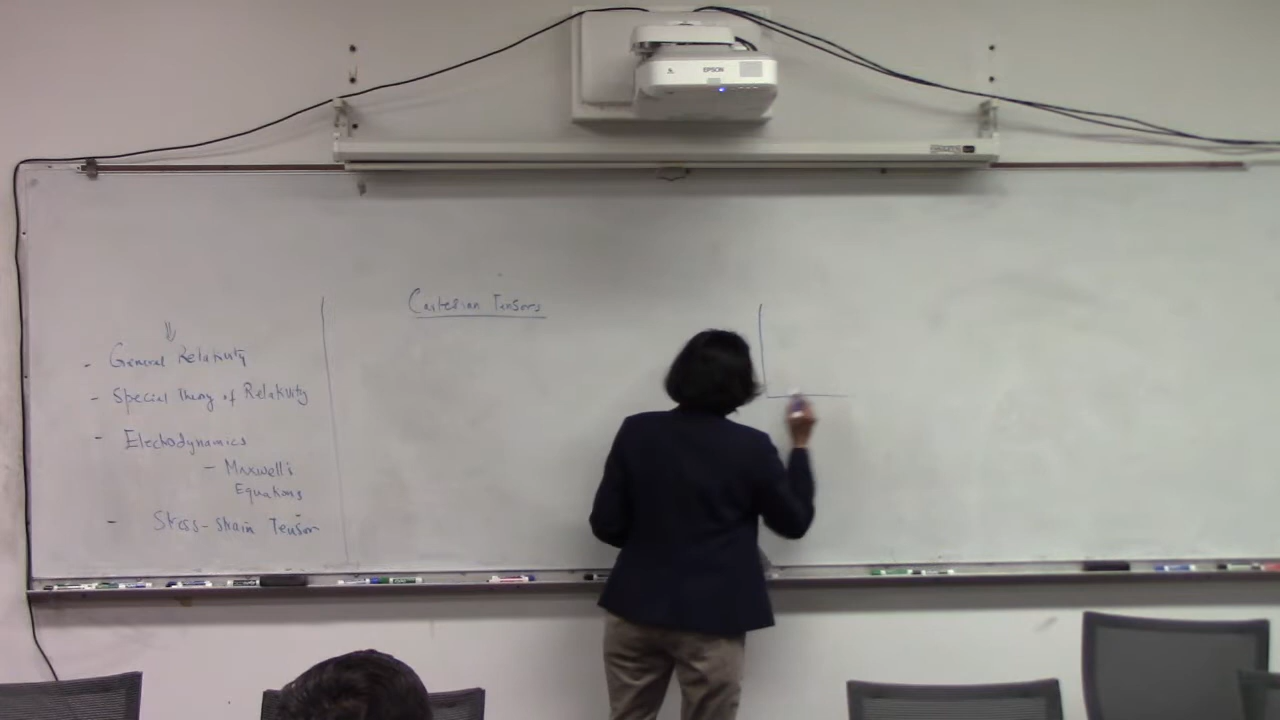 EPSON
Cartesian Tensors
⇓
- General Relativity
- Special Theory of Relativity
- Electrodynamics
- Maxwell's
Equations
- Stress-strain Tensor